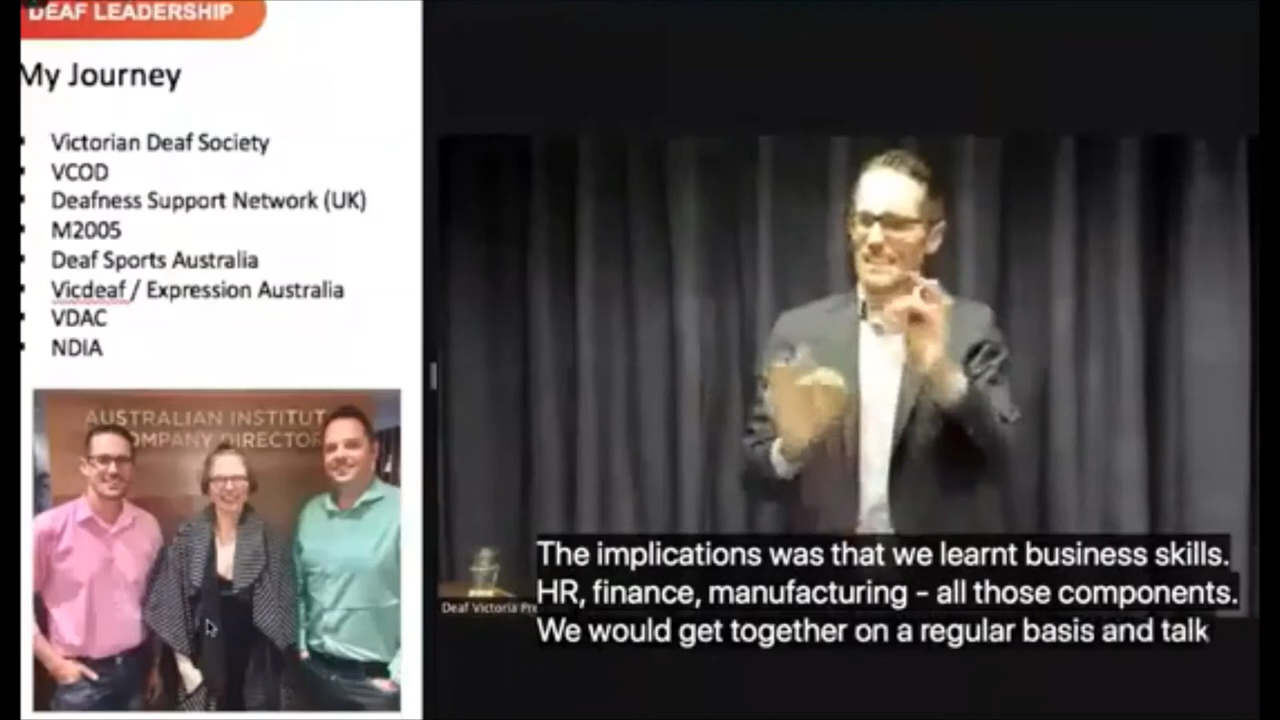 DEAF LEADERSHIP
My Journey
Victorian Deaf Society
VCOD
Deafness Support Network (UK)
M2005
Deaf Sports Australia
Vicdeaf / Expression Australia
VDAC
NDIA
AUSTRALIAN INSTITUT
COMPANY DIRECTOR
Deaf Victoria Pre
The implications was that we learnt business skills.
HR, finance, manufacturing - all those components.
We would get together on a regular basis and talk